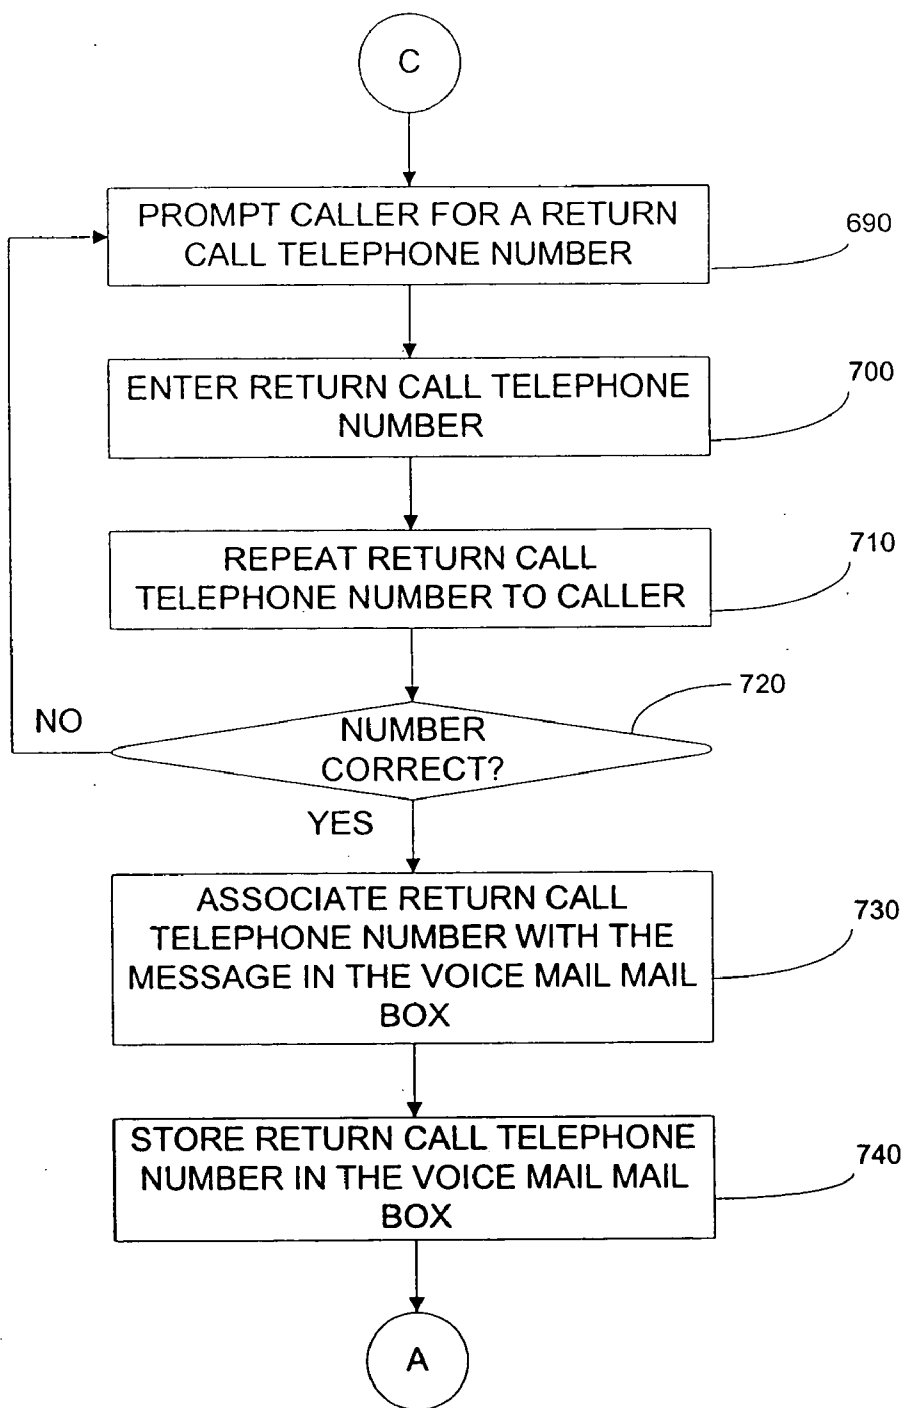 C
PROMPT CALLER FOR A RETURN
CALL TELEPHONE NUMBER
690
ENTER RETURN CALL TELEPHONE
NUMBER
700
REPEAT RETURN CALL
TELEPHONE NUMBER TO CALLER
710
NUMBER
CORRECT?
720
NO
YES
ASSOCIATE RETURN CALL
TELEPHONE NUMBER WITH THE
MESSAGE IN THE VOICE MAIL MAIL
BOX
730
STORE RETURN CALL TELEPHONE
NUMBER IN THE VOICE MAIL MAIL
BOX
740
A